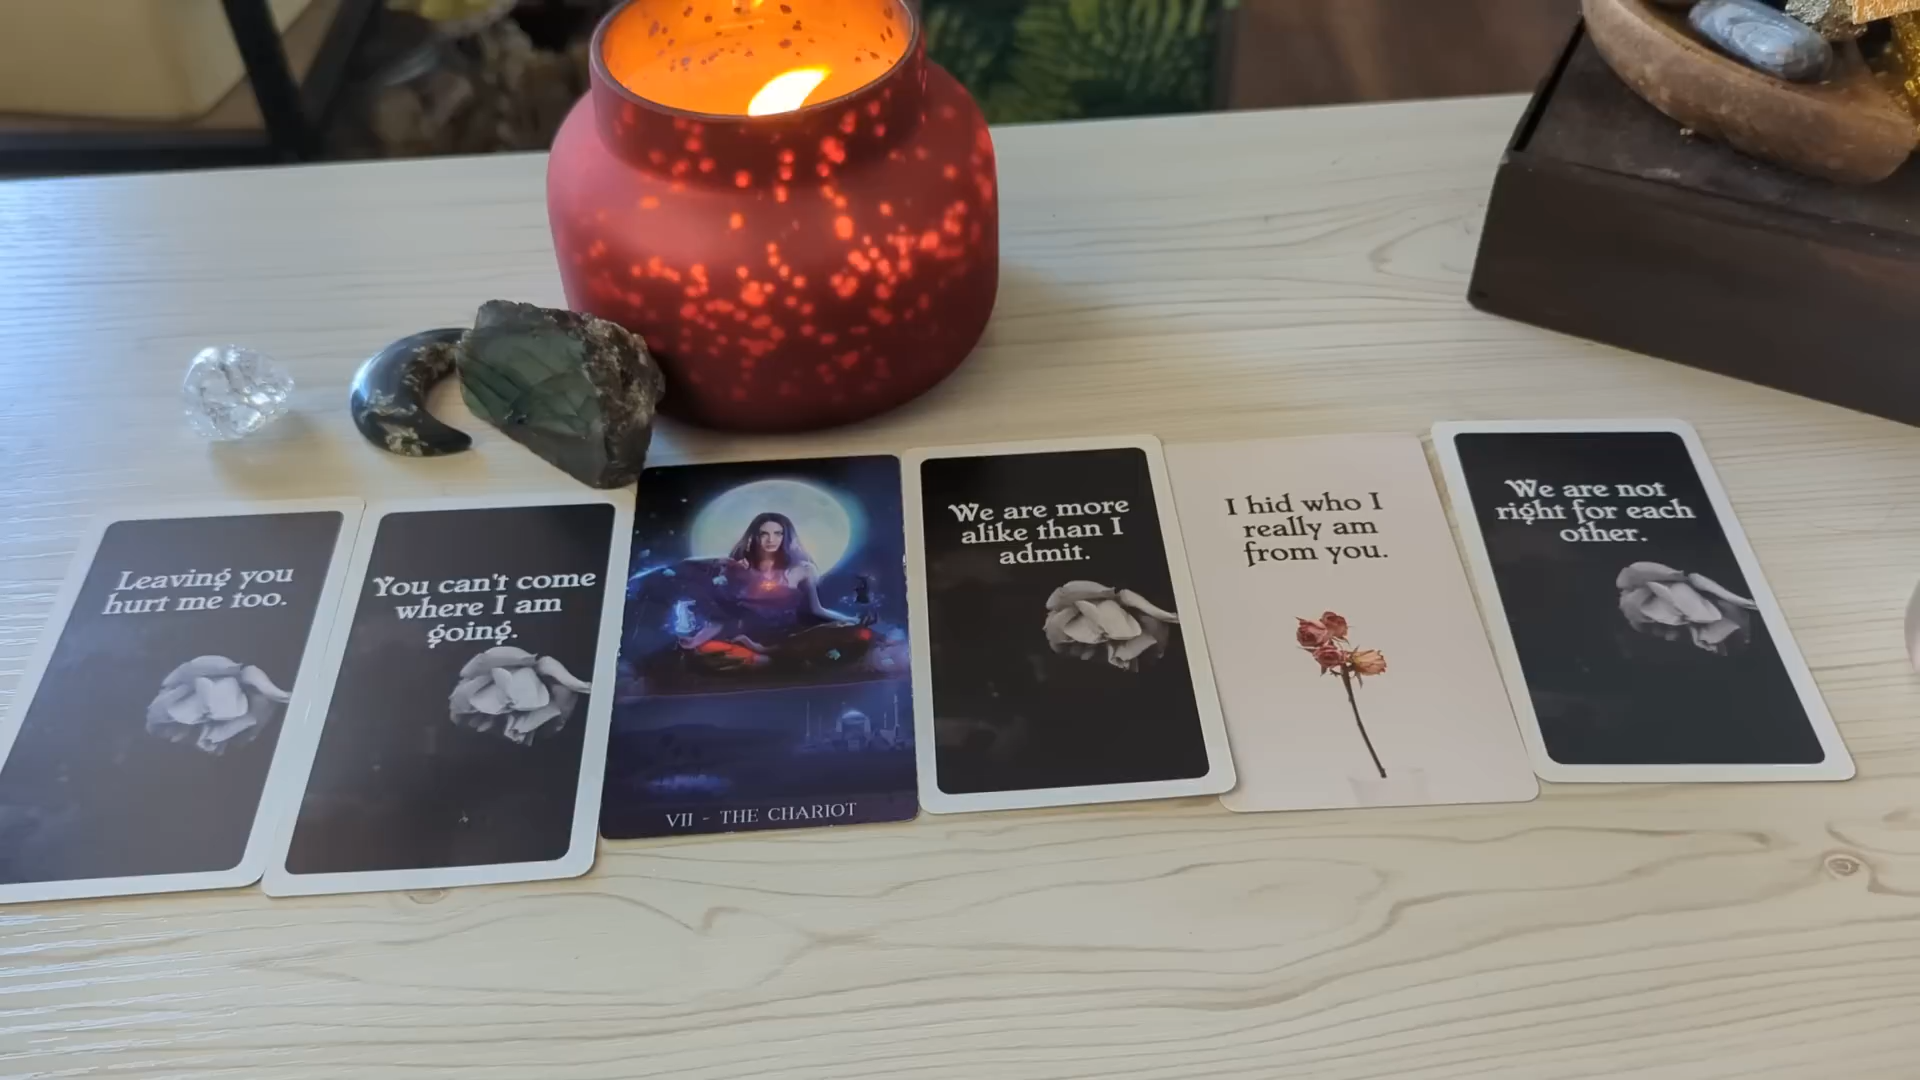 Leaving you
hurt me too.
You can't come
where I am
going.
VII - THE CHARIOT
We are more
alike than I
admit.
I hid who I
really am
from you.
We are not
right for each
other.